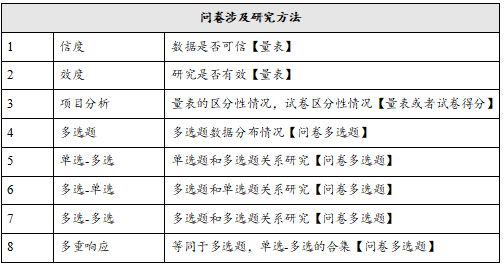 问卷涉及研究方法
1 信度 数据是否可信【量表】
2 效度 研究是否有效【量表】
3 项目分析 量表的区分性情况，试卷区分性情况【量表或者试卷得分】
4 多选题 多选题数据分布情况【问卷多选题】
5 单选-多选 单选题和多选题关系研究【问卷多选题】
6 多选-单选 多选题和单选题关系研究【问卷多选题】
7 多选-多选 多选题和多选题关系研究【问卷多选题】
8 多重响应 等同于多选题，单选-多选的合集【问卷多选题】